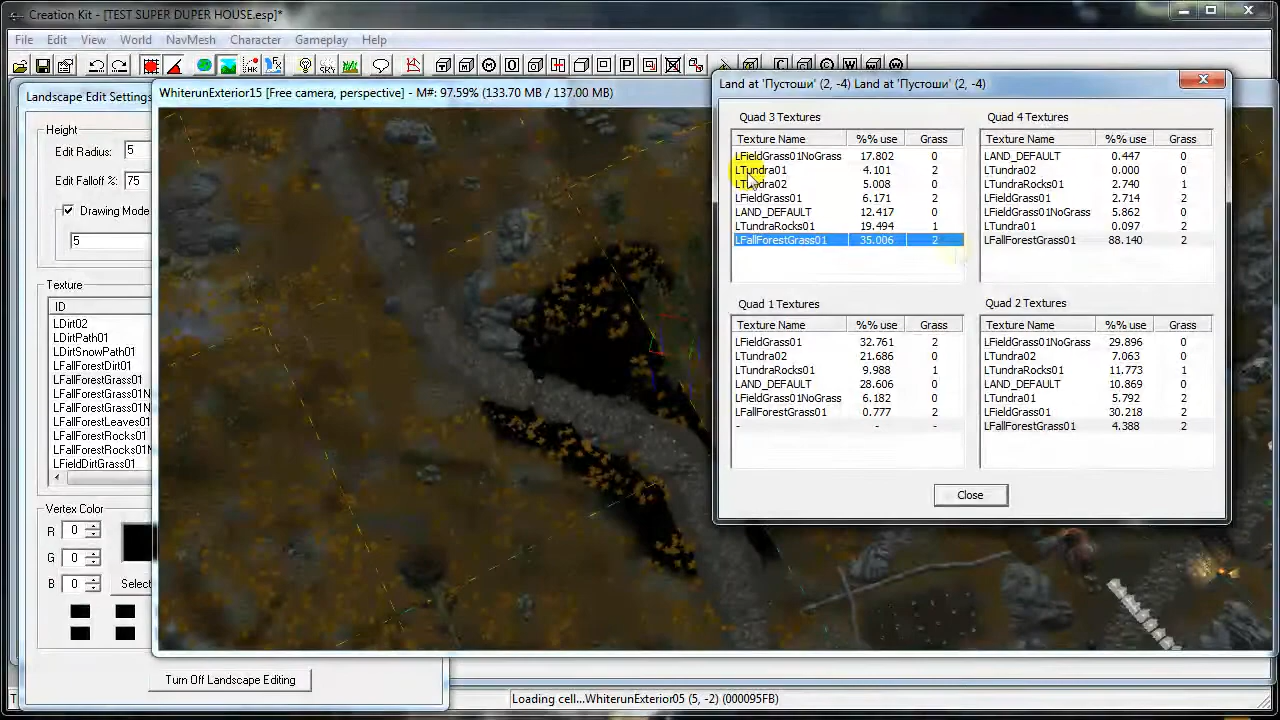 Creation Kit - [TEST SUPER DUPER HOUSE.esp]*
File Edit View World NavMesh Character Gameplay Help
Landscape Edit Settings
Height
Edit Radius: 5
Edit Falloff %: 75
Drawing Mode
5
Texture
ID
LDirt02
LDirtPath01
LDirtSnowPath01
LFallForestDirt01
LFallForestGrass01
LFallForestGrass01N
LFallForestLeaves01
LFallForestRocks01
LFallForestRocks01N
LFieldDirtGrass01
Vertex Color
R 0
G 0
B 0
Select
Turn Off Landscape Editing
WhiterunExterior15 [Free camera, perspective] - M#: 97.59% (133.70 MB / 137.00 MB)
Land at 'Пустоши' (2, -4) Land at 'Пустоши' (2, -4)
Quad 3 Textures
Texture Name %% use Grass
LFieldGrass01NoGrass 17.802 0
LTundra01 4.101 2
LTundra02 5.008 0
LFieldGrass01 6.171 2
LAND_DEFAULT 12.417 0
LTundraRocks01 19.494 1
LFallForestGrass01 35.006 2
Quad 4 Textures
Texture Name %% use Grass
LAND_DEFAULT 0.447 0
LTundra02 0.000 0
LTundraRocks01 2.740 1
LFieldGrass01 2.714 2
LFieldGrass01NoGrass 5.862 0
LTundra01 0.097 2
LFallForestGrass01 88.140 2
Quad 1 Textures
Texture Name %% use Grass
LFieldGrass01 32.761 2
LTundra02 21.686 0
LTundraRocks01 9.988 1
LAND_DEFAULT 28.606 0
LFieldGrass01NoGrass 6.182 0
LFallForestGrass01 0.777 2
- - -
Quad 2 Textures
Texture Name %% use Grass
LFieldGrass01NoGrass 29.896 0
LTundra02 7.063 0
LTundraRocks01 11.773 1
LAND_DEFAULT 10.869 0
LTundra01 5.792 2
LFieldGrass01 30.218 2
LFallForestGrass01 4.388 2
Close
Loading cell...WhiterunExterior05 (5, -2) (000095FB)